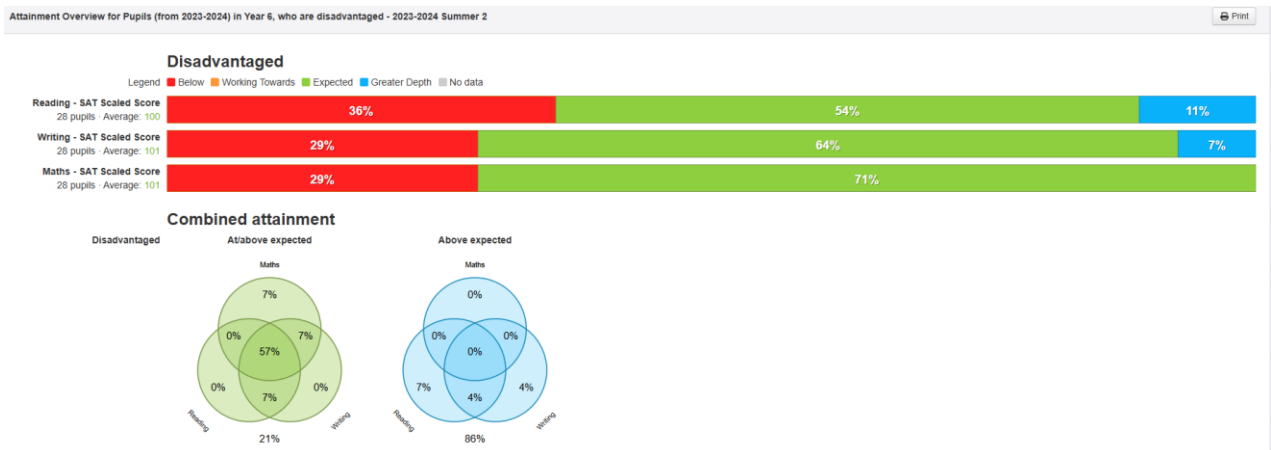 Attainment Overview for Pupils (from 2023-2024) in Year 6, who are disadvantaged - 2023-2024 Summer 2
Print
Disadvantaged
Legend Below Working Towards Expected Greater Depth No data
Reading - SAT Scaled Score
28 pupils · Average: 100
36% 54% 11%
Writing - SAT Scaled Score
28 pupils · Average: 101
29% 64% 7%
Maths - SAT Scaled Score
28 pupils · Average: 101
29% 71%
Combined attainment
Disadvantaged At/above expected Above expected
Maths Maths
7% 0%
0% 7% 0% 0%
57% 0%
0% 0% 7% 4%
7% 4%
Reading Writing Reading Writing
21% 86%